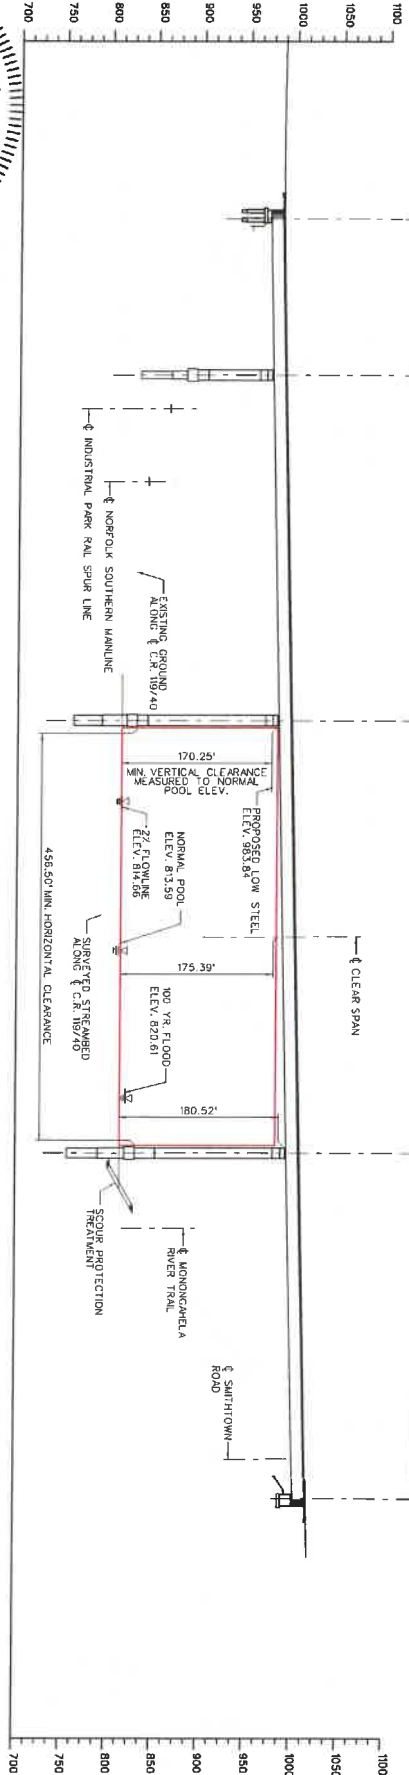 1100
1050
1000
950
900
850
800
750
700
₵ INDUSTRIAL PARK RAIL SPUR LINE
₵ NORFOLK SOUTHERN MAINLINE
EXISTING GROUND
ALONG ₵ C.R. 119/40
170.25'
MIN. VERTICAL CLEARANCE
MEASURED TO NORMAL
POOL ELEV.
PROPOSED LOW STEEL
ELEV. 983.84
2% FLOWLINE
ELEV. 814.66
NORMAL POOL
ELEV. 813.59
₵ CLEAR SPAN
175.39'
456.50' MIN. HORIZONTAL CLEARANCE
SURVEYED STREAMBED
ALONG ₵ C.R. 119/40
100 YR. FLOOD
ELEV. 820.61
180.52'
SCOUR PROTECTION
TREATMENT
₵ MONONGAHELA
RIVER TRAIL
₵ SMITHTOWN
ROAD
1100
1050
1000
950
900
850
800
750
700